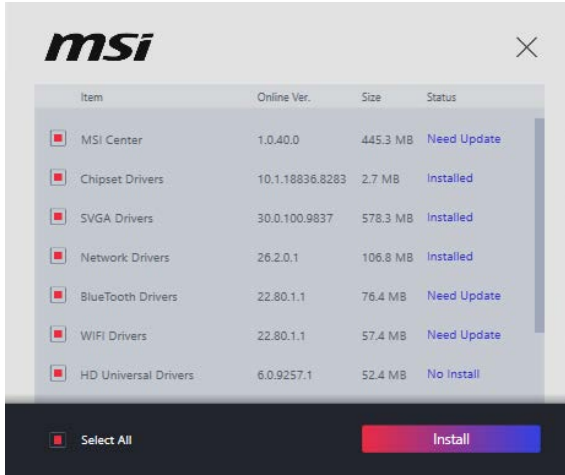 msi
Item Online Ver. Size Status
MSI Center 1.0.40.0 445.3 MB Need Update
Chipset Drivers 10.1.18836.8283 2.7 MB Installed
SVGA Drivers 30.0.100.9837 578.3 MB Installed
Network Drivers 26.2.0.1 106.8 MB Installed
BlueTooth Drivers 22.80.1.1 76.4 MB Need Update
WIFI Drivers 22.80.1.1 57.4 MB Need Update
HD Universal Drivers 6.0.9257.1 52.4 MB No Install
Select All Install